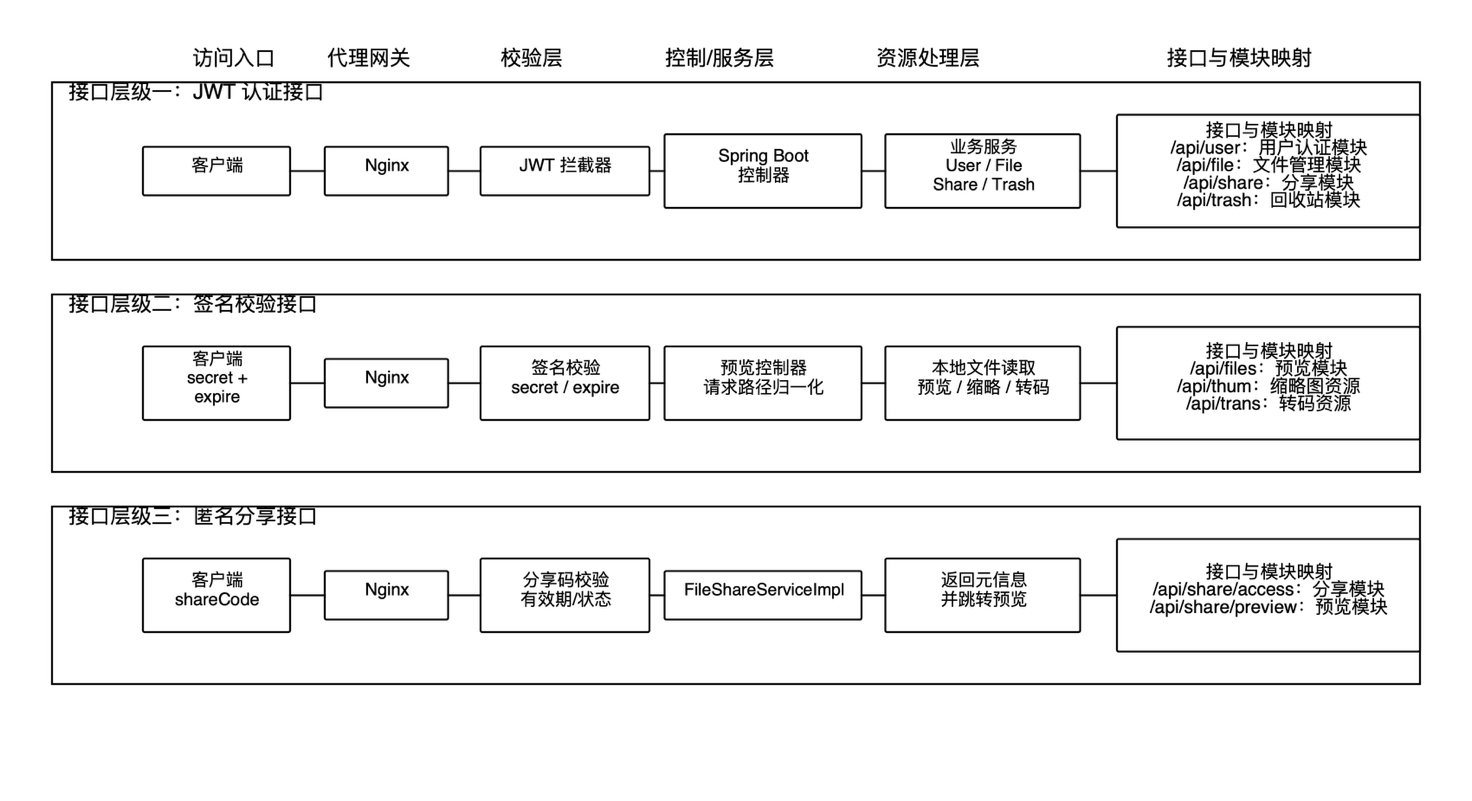 访问入口 代理网关 校验层 控制/服务层 资源处理层 接口与模块映射
接口层级一：JWT 认证接口
客户端
Nginx
JWT 拦截器
Spring Boot
控制器
业务服务
User / File
Share / Trash
接口与模块映射
/api/user：用户认证模块
/api/file：文件管理模块
/api/share：分享模块
/api/trash：回收站模块
接口层级二：签名校验接口
客户端
secret +
expire
Nginx
签名校验
secret / expire
预览控制器
请求路径归一化
本地文件读取
预览 / 缩略 / 转码
接口与模块映射
/api/files：预览模块
/api/thum：缩略图资源
/api/trans：转码资源
接口层级三：匿名分享接口
客户端
shareCode
Nginx
分享码校验
有效期/状态
FileShareServiceImpl
返回元信息
并跳转预览
接口与模块映射
/api/share/access：分享模块
/api/share/preview：预览模块